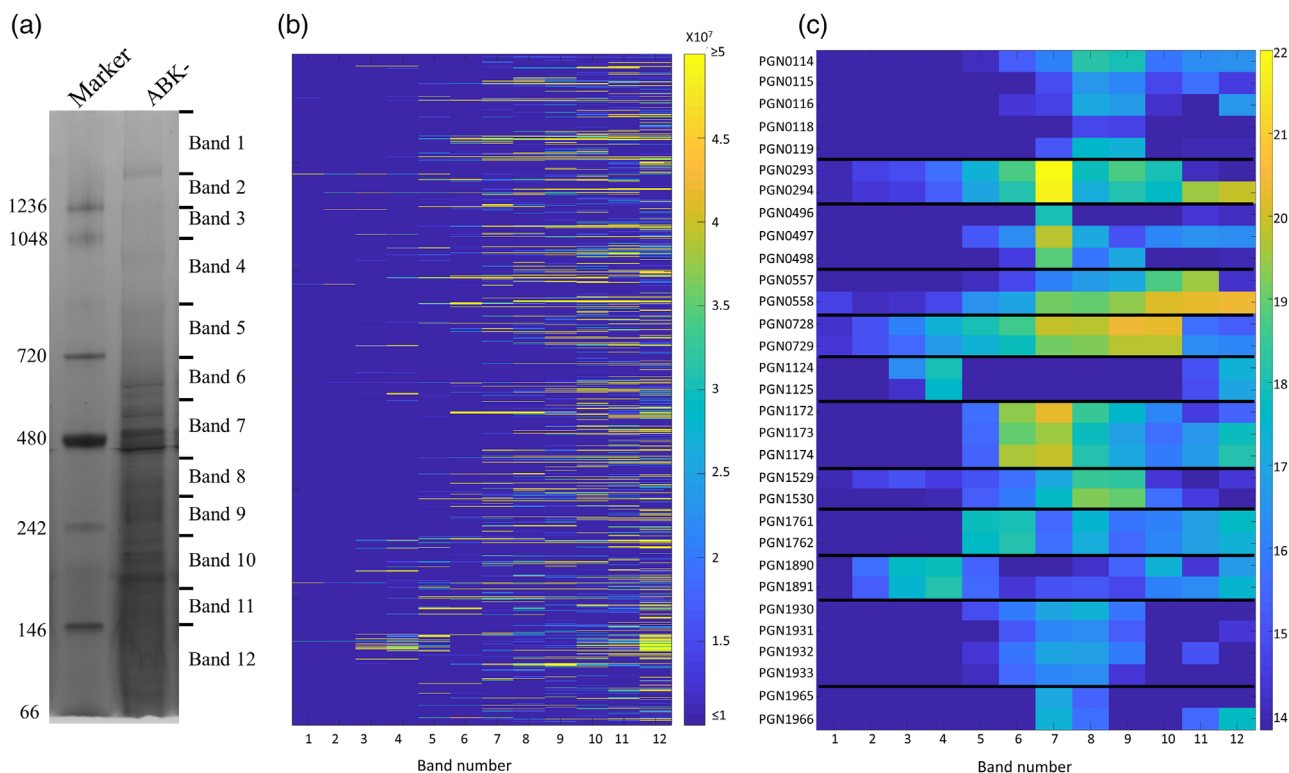 (a)
Marker
ABK-
1236
1048
720
480
242
146
66
Band 1
Band 2
Band 3
Band 4
Band 5
Band 6
Band 7
Band 8
Band 9
Band 10
Band 11
Band 12
(b)
X10⁷
≥5
4.5
4
3.5
3
2.5
2
1.5
≤1
1 2 3 4 5 6 7 8 9 10 11 12
Band number
(c)
PGN0114
PGN0115
PGN0116
PGN0118
PGN0119
PGN0293
PGN0294
PGN0496
PGN0497
PGN0498
PGN0557
PGN0558
PGN0728
PGN0729
PGN1124
PGN1125
PGN1172
PGN1173
PGN1174
PGN1529
PGN1530
PGN1761
PGN1762
PGN1890
PGN1891
PGN1930
PGN1931
PGN1932
PGN1933
PGN1965
PGN1966
22
21
20
19
18
17
16
15
14
1 2 3 4 5 6 7 8 9 10 11 12
Band number